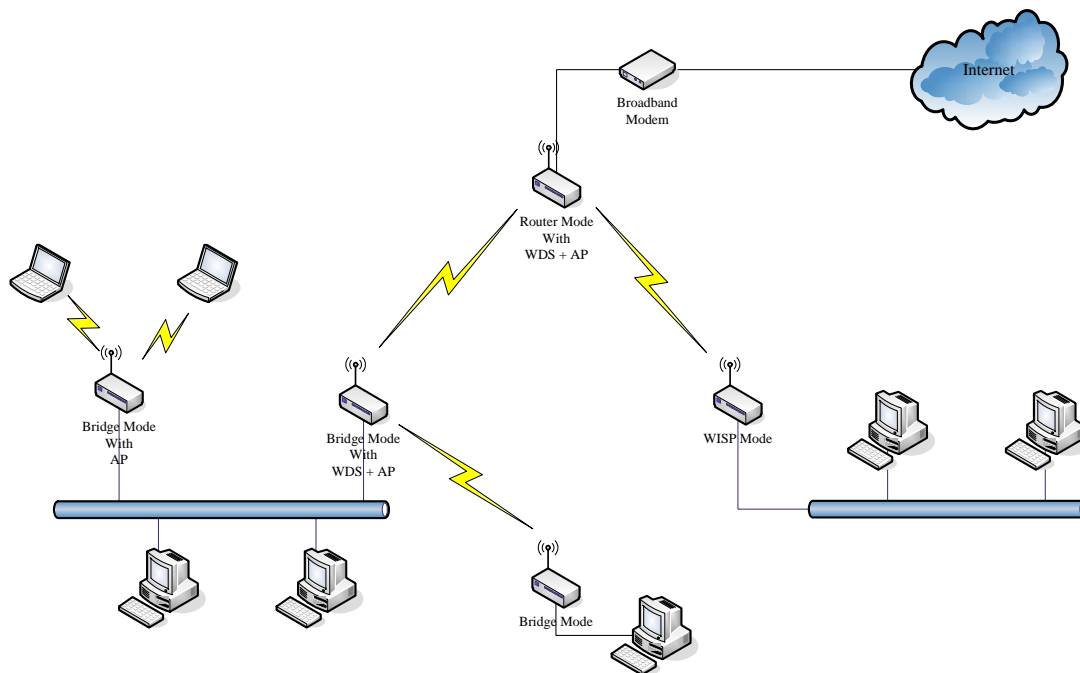 Internet
Broadband
Modem
Router Mode
With
WDS + AP
Bridge Mode
With
AP
Bridge Mode
With
WDS + AP
WISP Mode
Bridge Mode